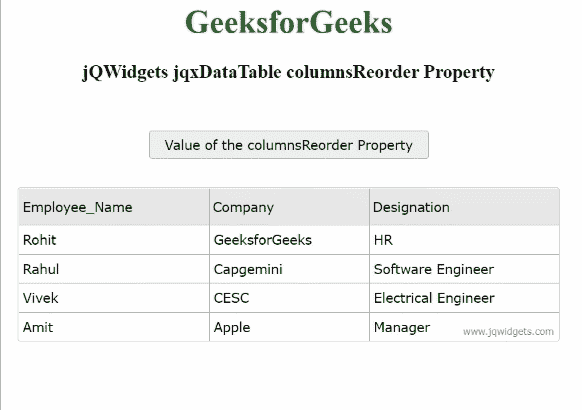 GeeksforGeeks
jQWidgets jqxDataTable columnsReorder Property
Value of the columnsReorder Property
Employee_Name Company Designation
Rohit GeeksforGeeks HR
Rahul Capgemini Software Engineer
Vivek CESC Electrical Engineer
Amit Apple Manager
www.jqwidgets.com